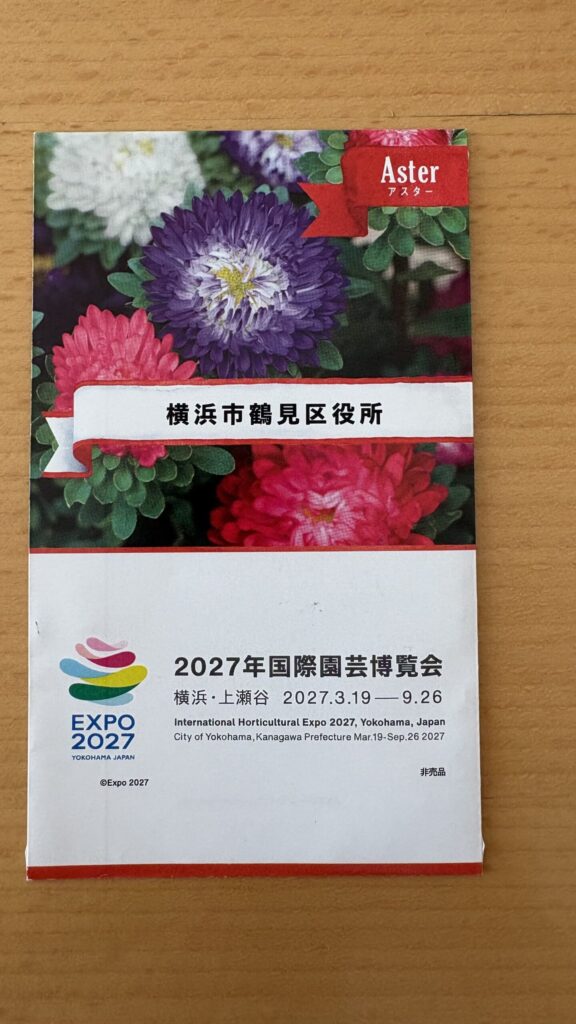 Aster
アスター
横浜市鶴見区役所
2027年国際園芸博覧会
横浜・上瀬谷 2027.3.19—9.26
International Horticultural Expo 2027, Yokohama, Japan
City of Yokohama, Kanagawa Prefecture Mar.19-Sep.26 2027
EXPO
2027
YOKOHAMA JAPAN
©Expo 2027
非売品